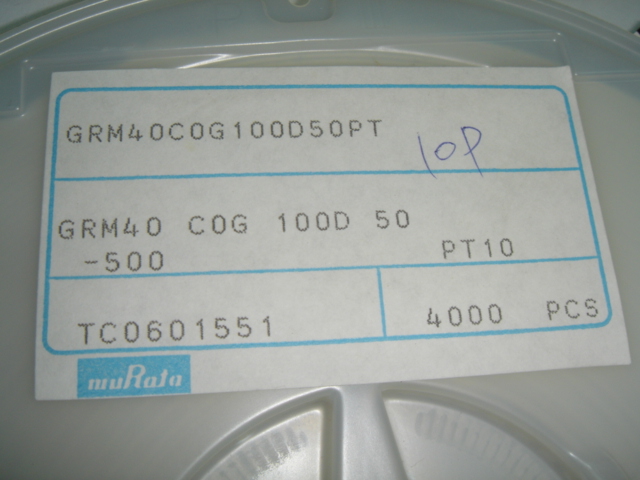 GRM40C0G100D50PT
10P
GRM40 C0G 100D 50
-500 PT10
TC0601551
4000 PCS
muRata